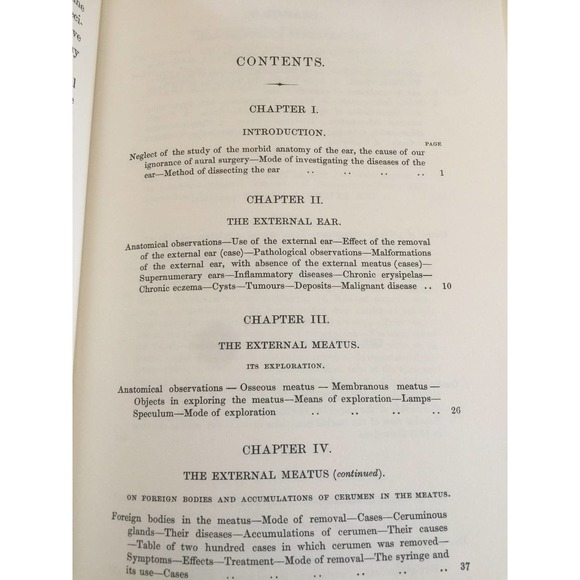 the
ci-
ve
ry
l
e
CONTENTS.
CHAPTER I.
INTRODUCTION.
PAGE
Neglect of the study of the morbid anatomy of the ear, the cause of our
ignorance of aural surgery—Mode of investigating the diseases of the
ear—Method of dissecting the ear .. .. .. .. 1
CHAPTER II.
THE EXTERNAL EAR.
Anatomical observations—Use of the external ear—Effect of the removal
of the external ear (case)—Pathological observations—Malformations
of the external ear, with absence of the external meatus (cases)—
Supernumerary ears—Inflammatory diseases—Chronic erysipelas—
Chronic eczema—Cysts—Tumours—Deposits—Malignant disease .. 10
CHAPTER III.
THE EXTERNAL MEATUS.
ITS EXPLORATION.
Anatomical observations — Osseous meatus — Membranous meatus —
Objects in exploring the meatus—Means of exploration—Lamps—
Speculum—Mode of exploration .. .. .. .. 26
CHAPTER IV.
THE EXTERNAL MEATUS (continued).
ON FOREIGN BODIES AND ACCUMULATIONS OF CERUMEN IN THE MEATUS.
Foreign bodies in the meatus—Mode of removal—Cases—Ceruminous
glands—Their diseases—Accumulations of cerumen—Their causes
—Table of two hundred cases in which cerumen was removed—
Symptoms—Effects—Treatment—Mode of removal—The syringe and
its use—Cases .. .. .. .. .. .. 37